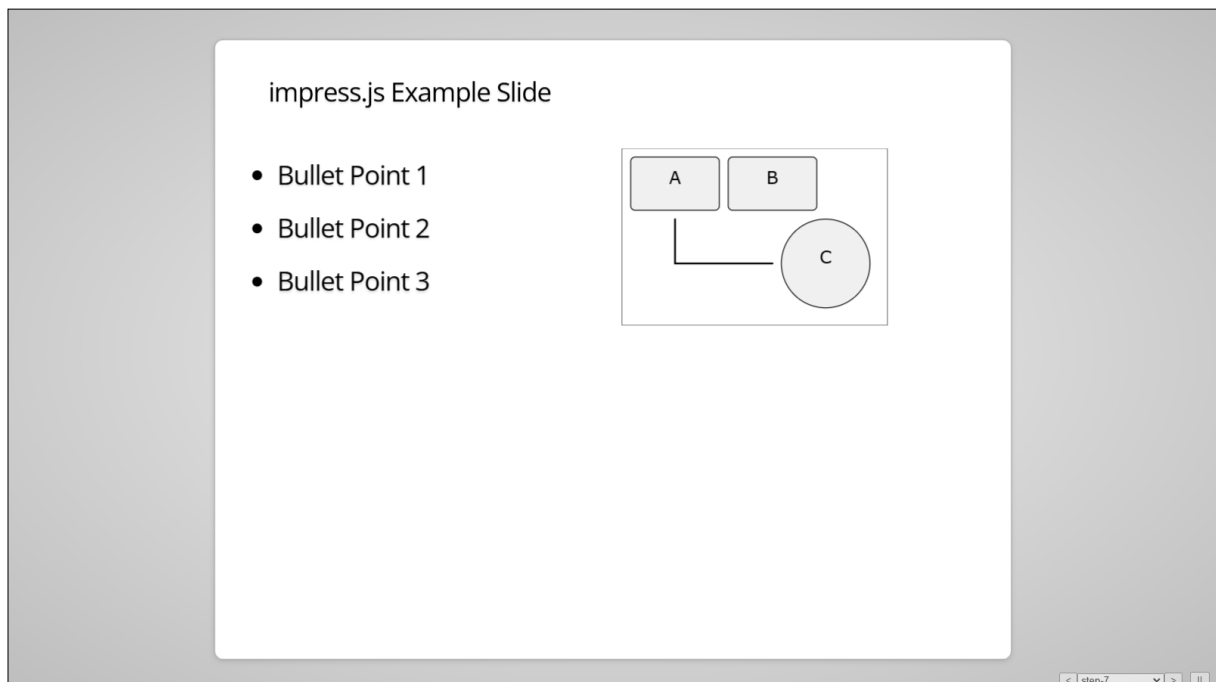 impress.js Example Slide
• Bullet Point 1
• Bullet Point 2
• Bullet Point 3
A B
C
< step-7 > ||